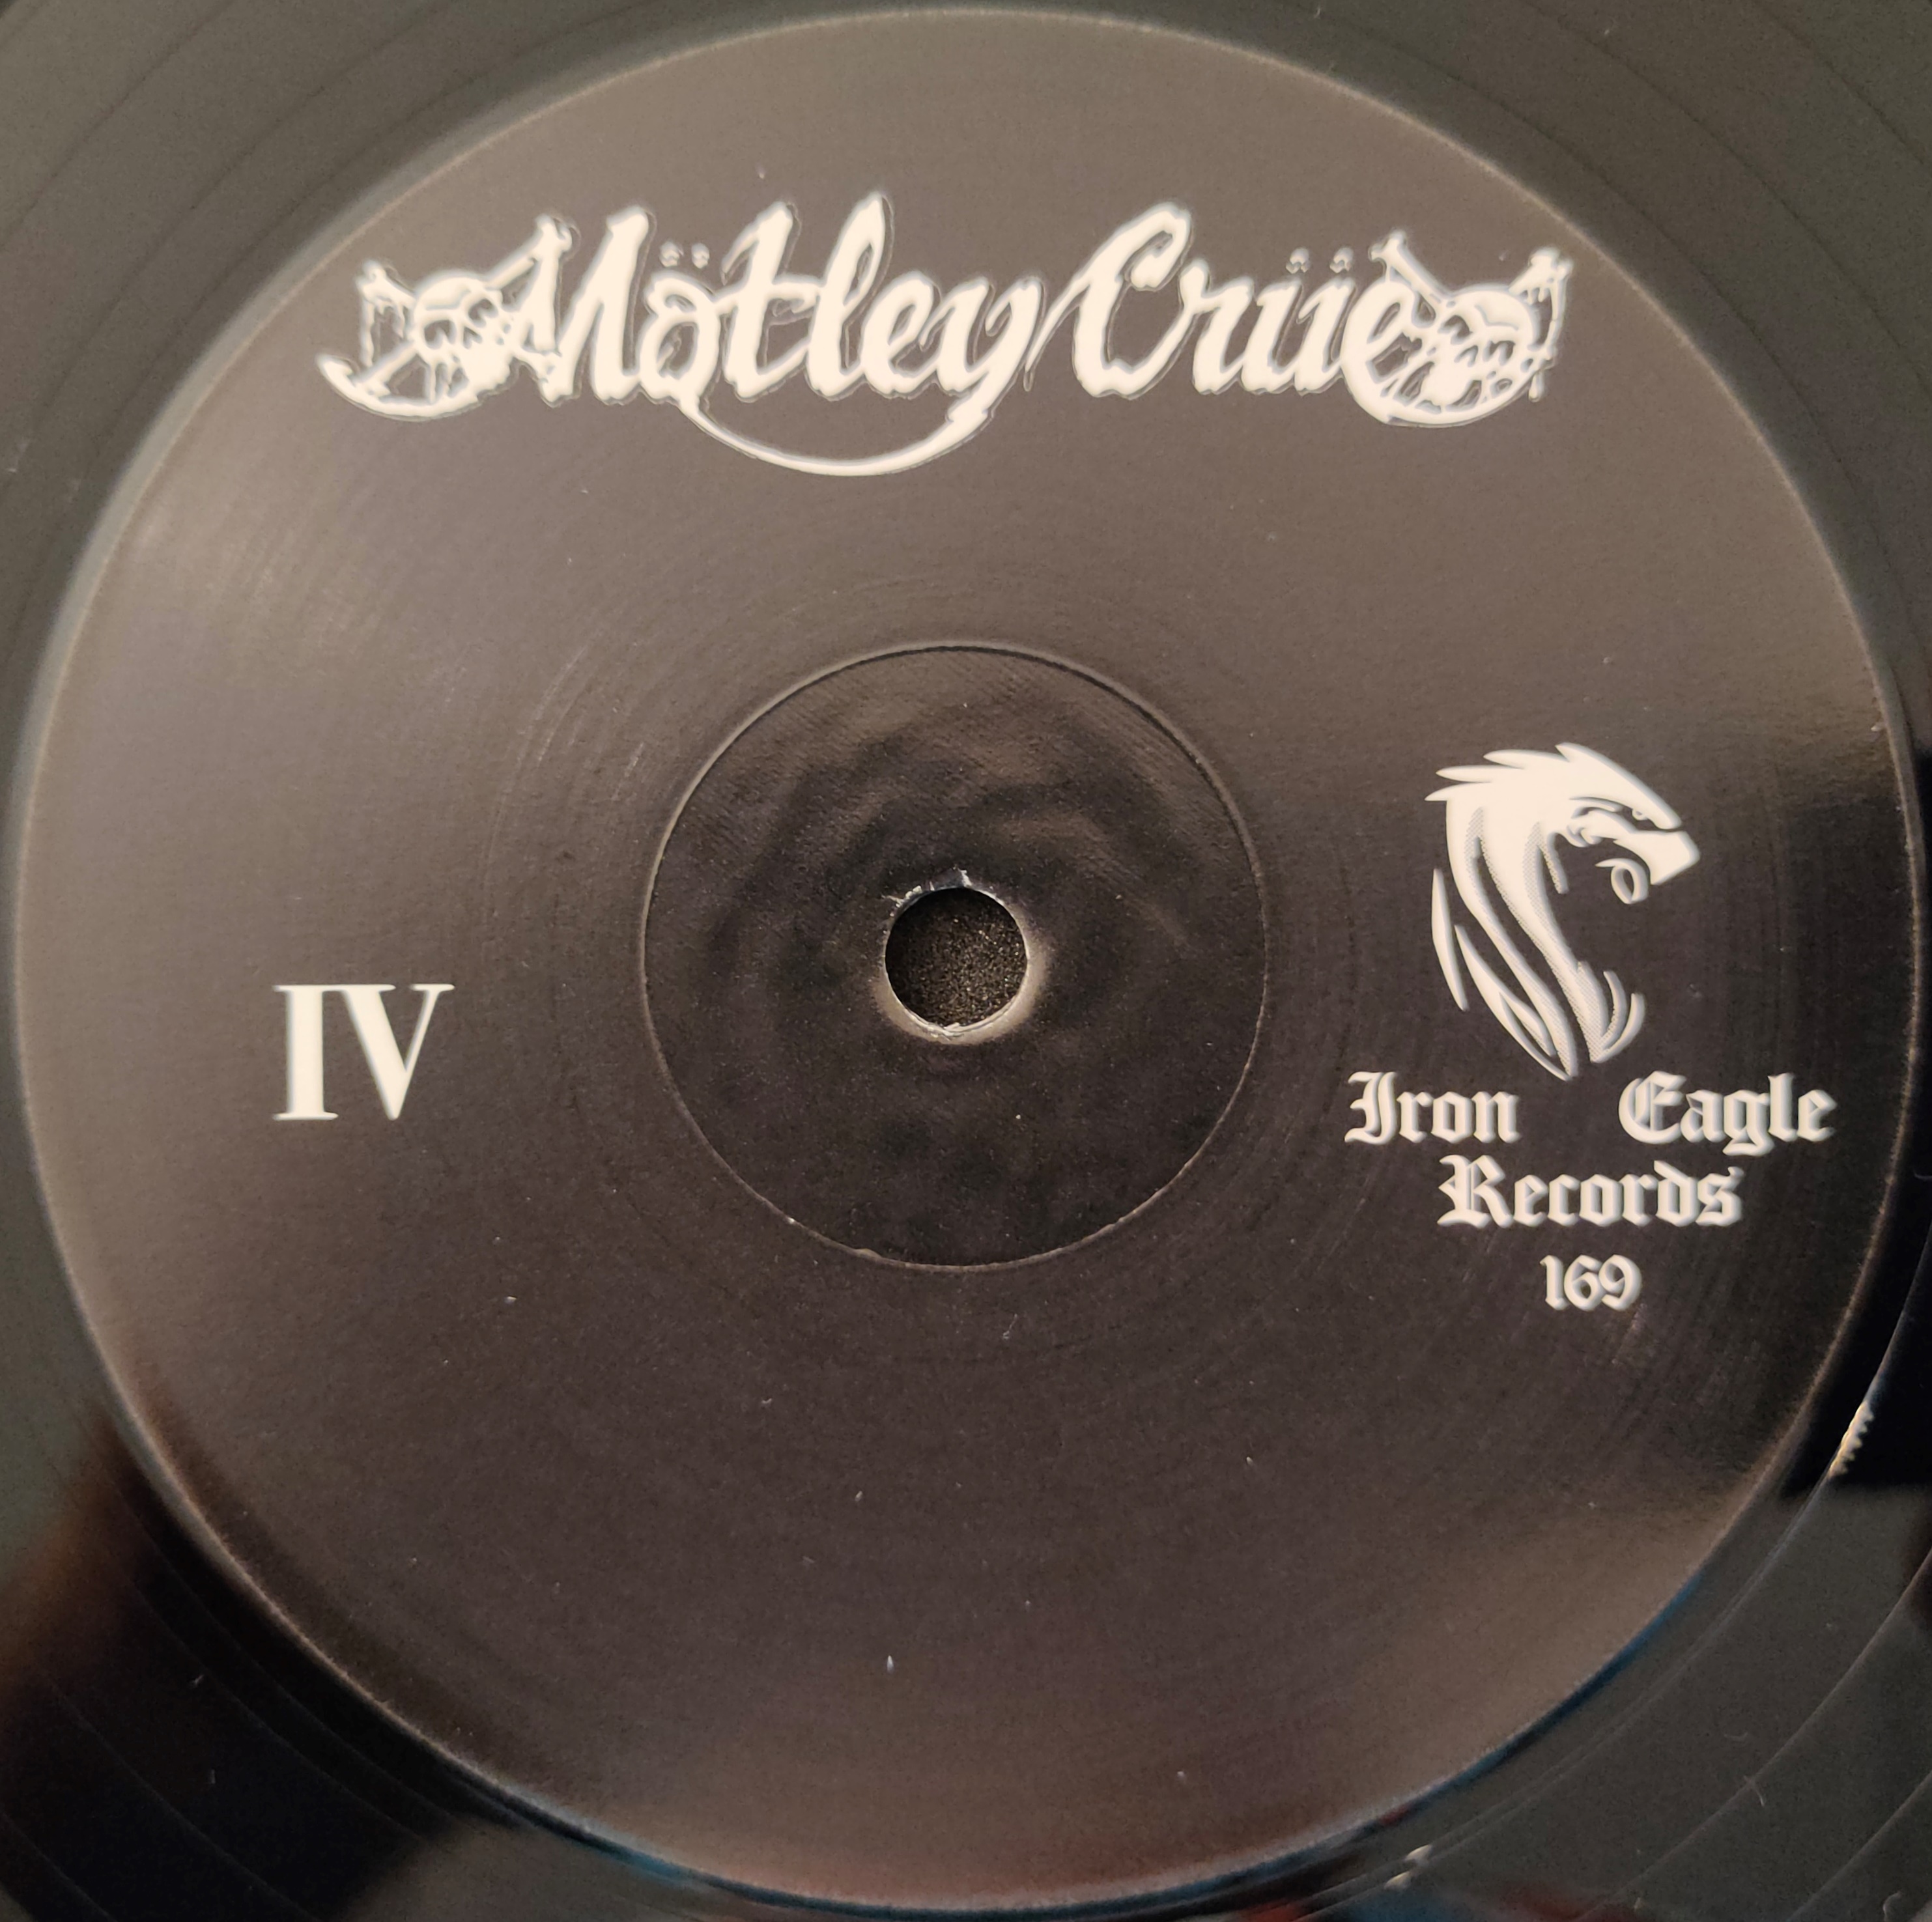 Mötley Crüe
IV
Iron Eagle
Records
169